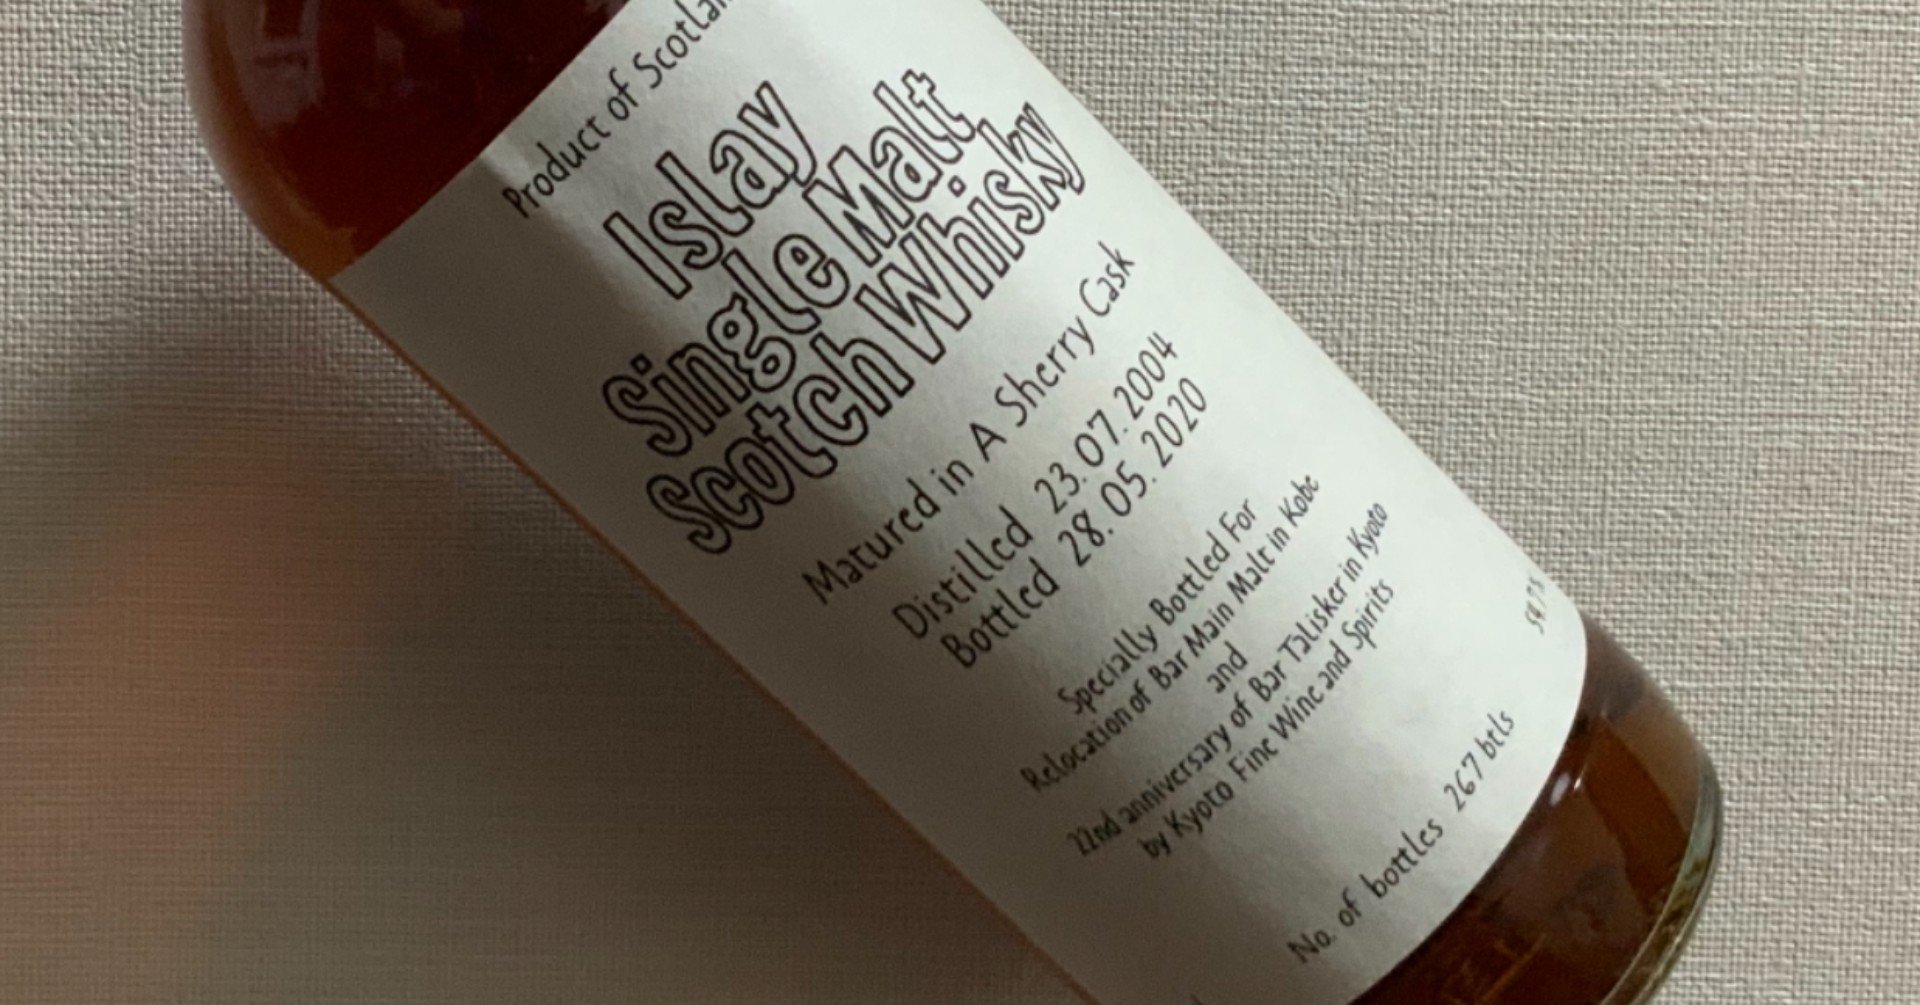 Product of Scotlan
Islay
Single Malt
Scotch Whisky
Matured in A Sherry Cask
Distilled 23.07.2004
Bottled 28.05.2020
Specially Bottled For
Relocation of Bar Main Malt in Kobe
and
22nd anniversary of Bar Talisker in Kyoto
by Kyoto Fine Wine and Spirits
No. of bottles 267 btls